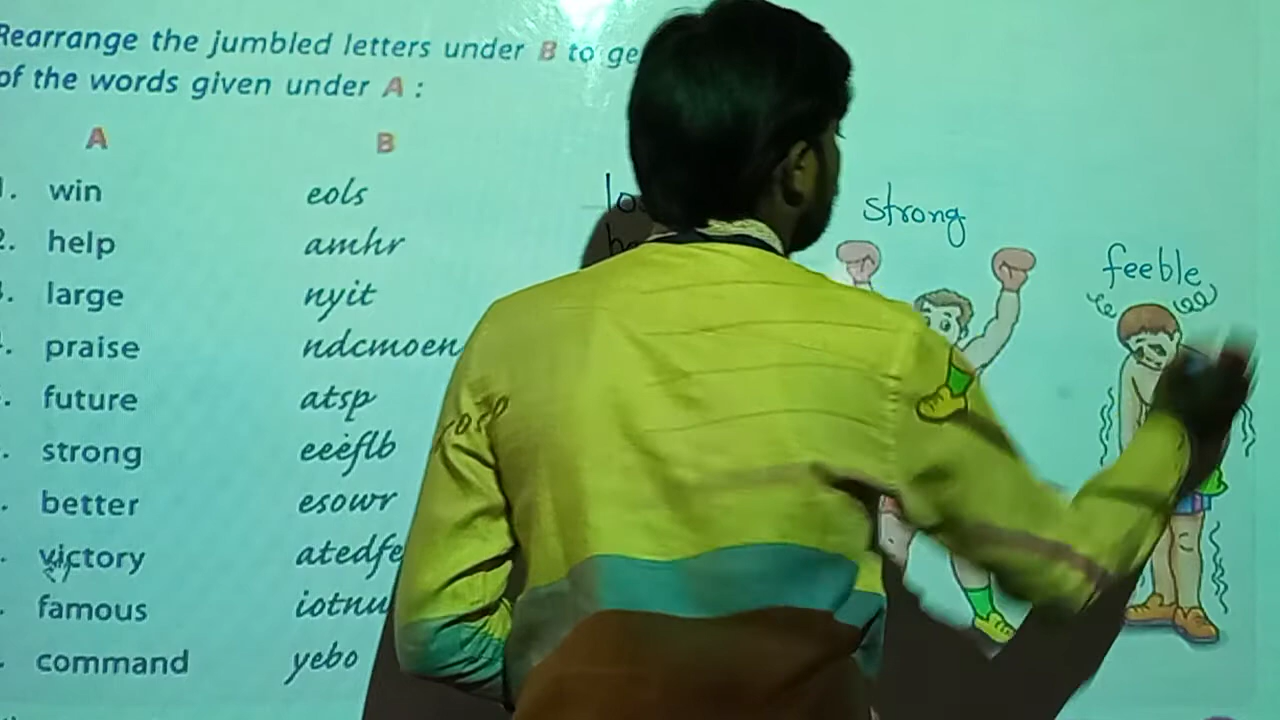 Rearrange the jumbled letters under B to ge
of the words given under A :
A B
1. win eols
2. help amhr
3. large nyit
praise ndcmoen
future atsp
strong eeeflb
better esowr
victory atedfe
famous iotnu
command yebo
strong
feeble